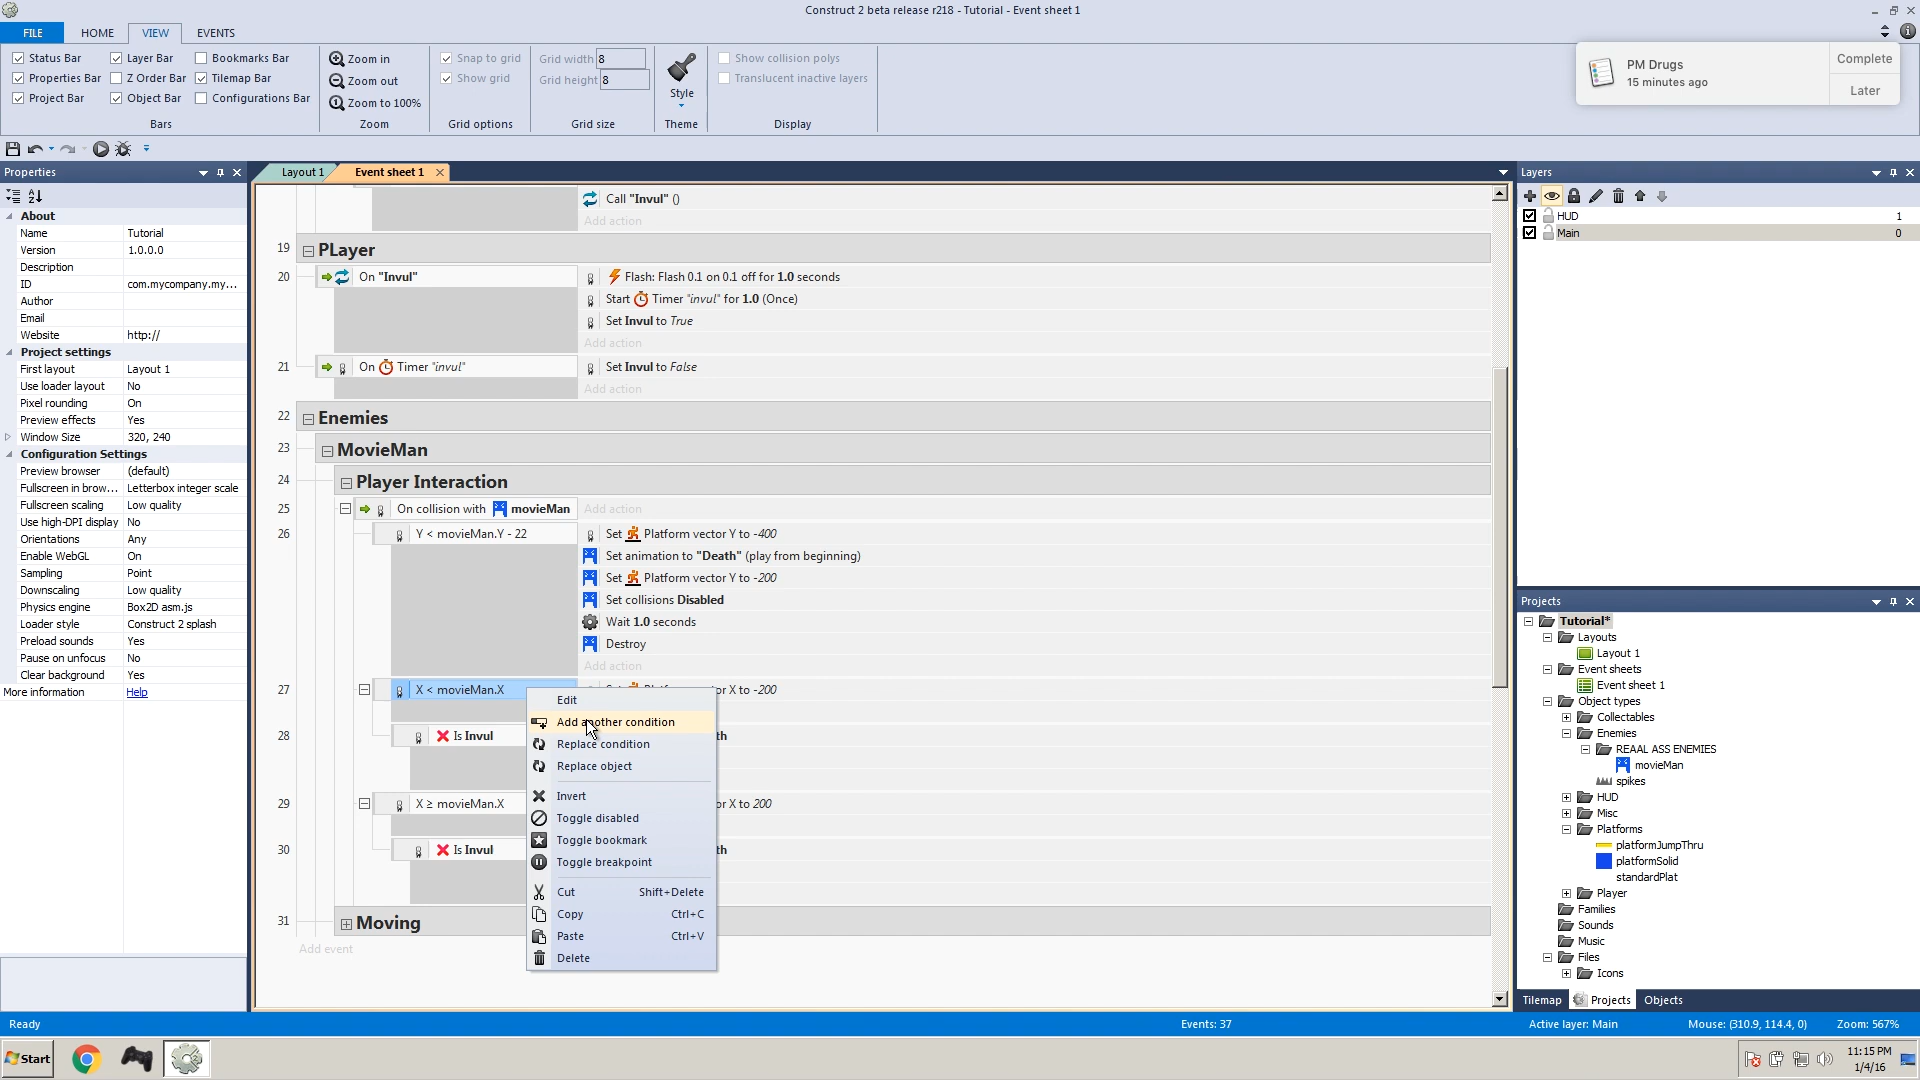 Construct 2 beta release r218 - Tutorial - Event sheet 1
FILE HOME VIEW EVENTS
Status Bar Layer Bar Bookmarks Bar
Properties Bar Z Order Bar Tilemap Bar
Project Bar Object Bar Configurations Bar
Bars
Zoom in
Zoom out
Zoom to 100%
Zoom
Snap to grid
Show grid
Grid options
Grid width 8
Grid height 8
Grid size
Style
Theme
Show collision polys
Translucent inactive layers
Display
PM Drugs
15 minutes ago
Complete
Later
Properties
About
Name Tutorial
Version 1.0.0.0
Description
ID com.mycompany.my...
Author
Email
Website http://
Project settings
First layout Layout 1
Use loader layout No
Pixel rounding On
Preview effects Yes
Window Size 320, 240
Configuration Settings
Preview browser (default)
Fullscreen in brow... Letterbox integer scale
Fullscreen scaling Low quality
Use high-DPI display No
Orientations Any
Enable WebGL On
Sampling Point
Downscaling Low quality
Physics engine Box2D asm.js
Loader style Construct 2 splash
Preload sounds Yes
Pause on unfocus No
Clear background Yes
More information Help
Layout 1 Event sheet 1
Call "Invul" ()
Add action
19 PLayer
20 On "Invul" Flash: Flash 0.1 on 0.1 off for 1.0 seconds
Start Timer "invul" for 1.0 (Once)
Set Invul to True
Add action
21 On Timer "invul" Set Invul to False
Add action
22 Enemies
23 MovieMan
24 Player Interaction
25 On collision with movieMan Add action
26 Y < movieMan.Y - 22 Set Platform vector Y to -400
Set animation to "Death" (play from beginning)
Set Platform vector Y to -200
Set collisions Disabled
Wait 1.0 seconds
Destroy
Add action
27 X < movieMan.X or X to -200
28 Is Invul th
29 X ≥ movieMan.X or X to 200
30 Is Invul th
31 Moving
Add event
Edit
Add another condition
Replace condition
Replace object
Invert
Toggle disabled
Toggle bookmark
Toggle breakpoint
Cut Shift+Delete
Copy Ctrl+C
Paste Ctrl+V
Delete
Layers
HUD 1
Main 0
Projects
Tutorial*
Layouts
Layout 1
Event sheets
Event sheet 1
Object types
Collectables
Enemies
REAAL ASS ENEMIES
movieMan
spikes
HUD
Misc
Platforms
platformJumpThru
platformSolid
standardPlat
Player
Families
Sounds
Music
Files
Icons
Tilemap Projects Objects
Ready Events: 37 Active layer: Main Mouse: (310.9, 114.4, 0) Zoom: 567%
Start
11:15 PM
1/4/16